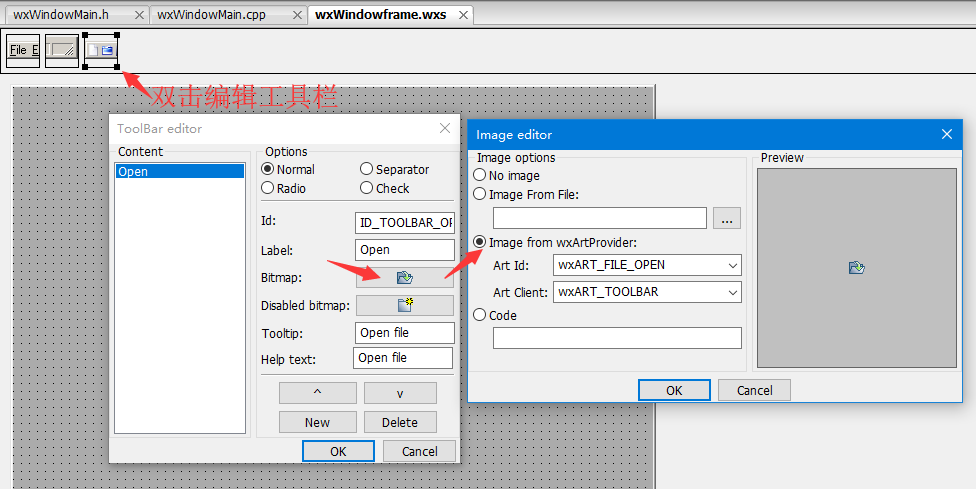 wxWindowMain.h
wxWindowMain.cpp
wxWindowframe.wxs
File E
双击编辑工具栏
ToolBar editor
Content
Open
Options
Normal
Separator
Radio
Check
Id:
ID_TOOLBAR_OP
Label:
Open
Bitmap:
Disabled bitmap:
Tooltip:
Open file
Help text:
Open file
^
v
New
Delete
OK
Cancel
Image editor
Image options
No image
Image From File:
...
Image from wxArtProvider:
Art Id:
wxART_FILE_OPEN
Art Client:
wxART_TOOLBAR
Code
Preview
OK
Cancel